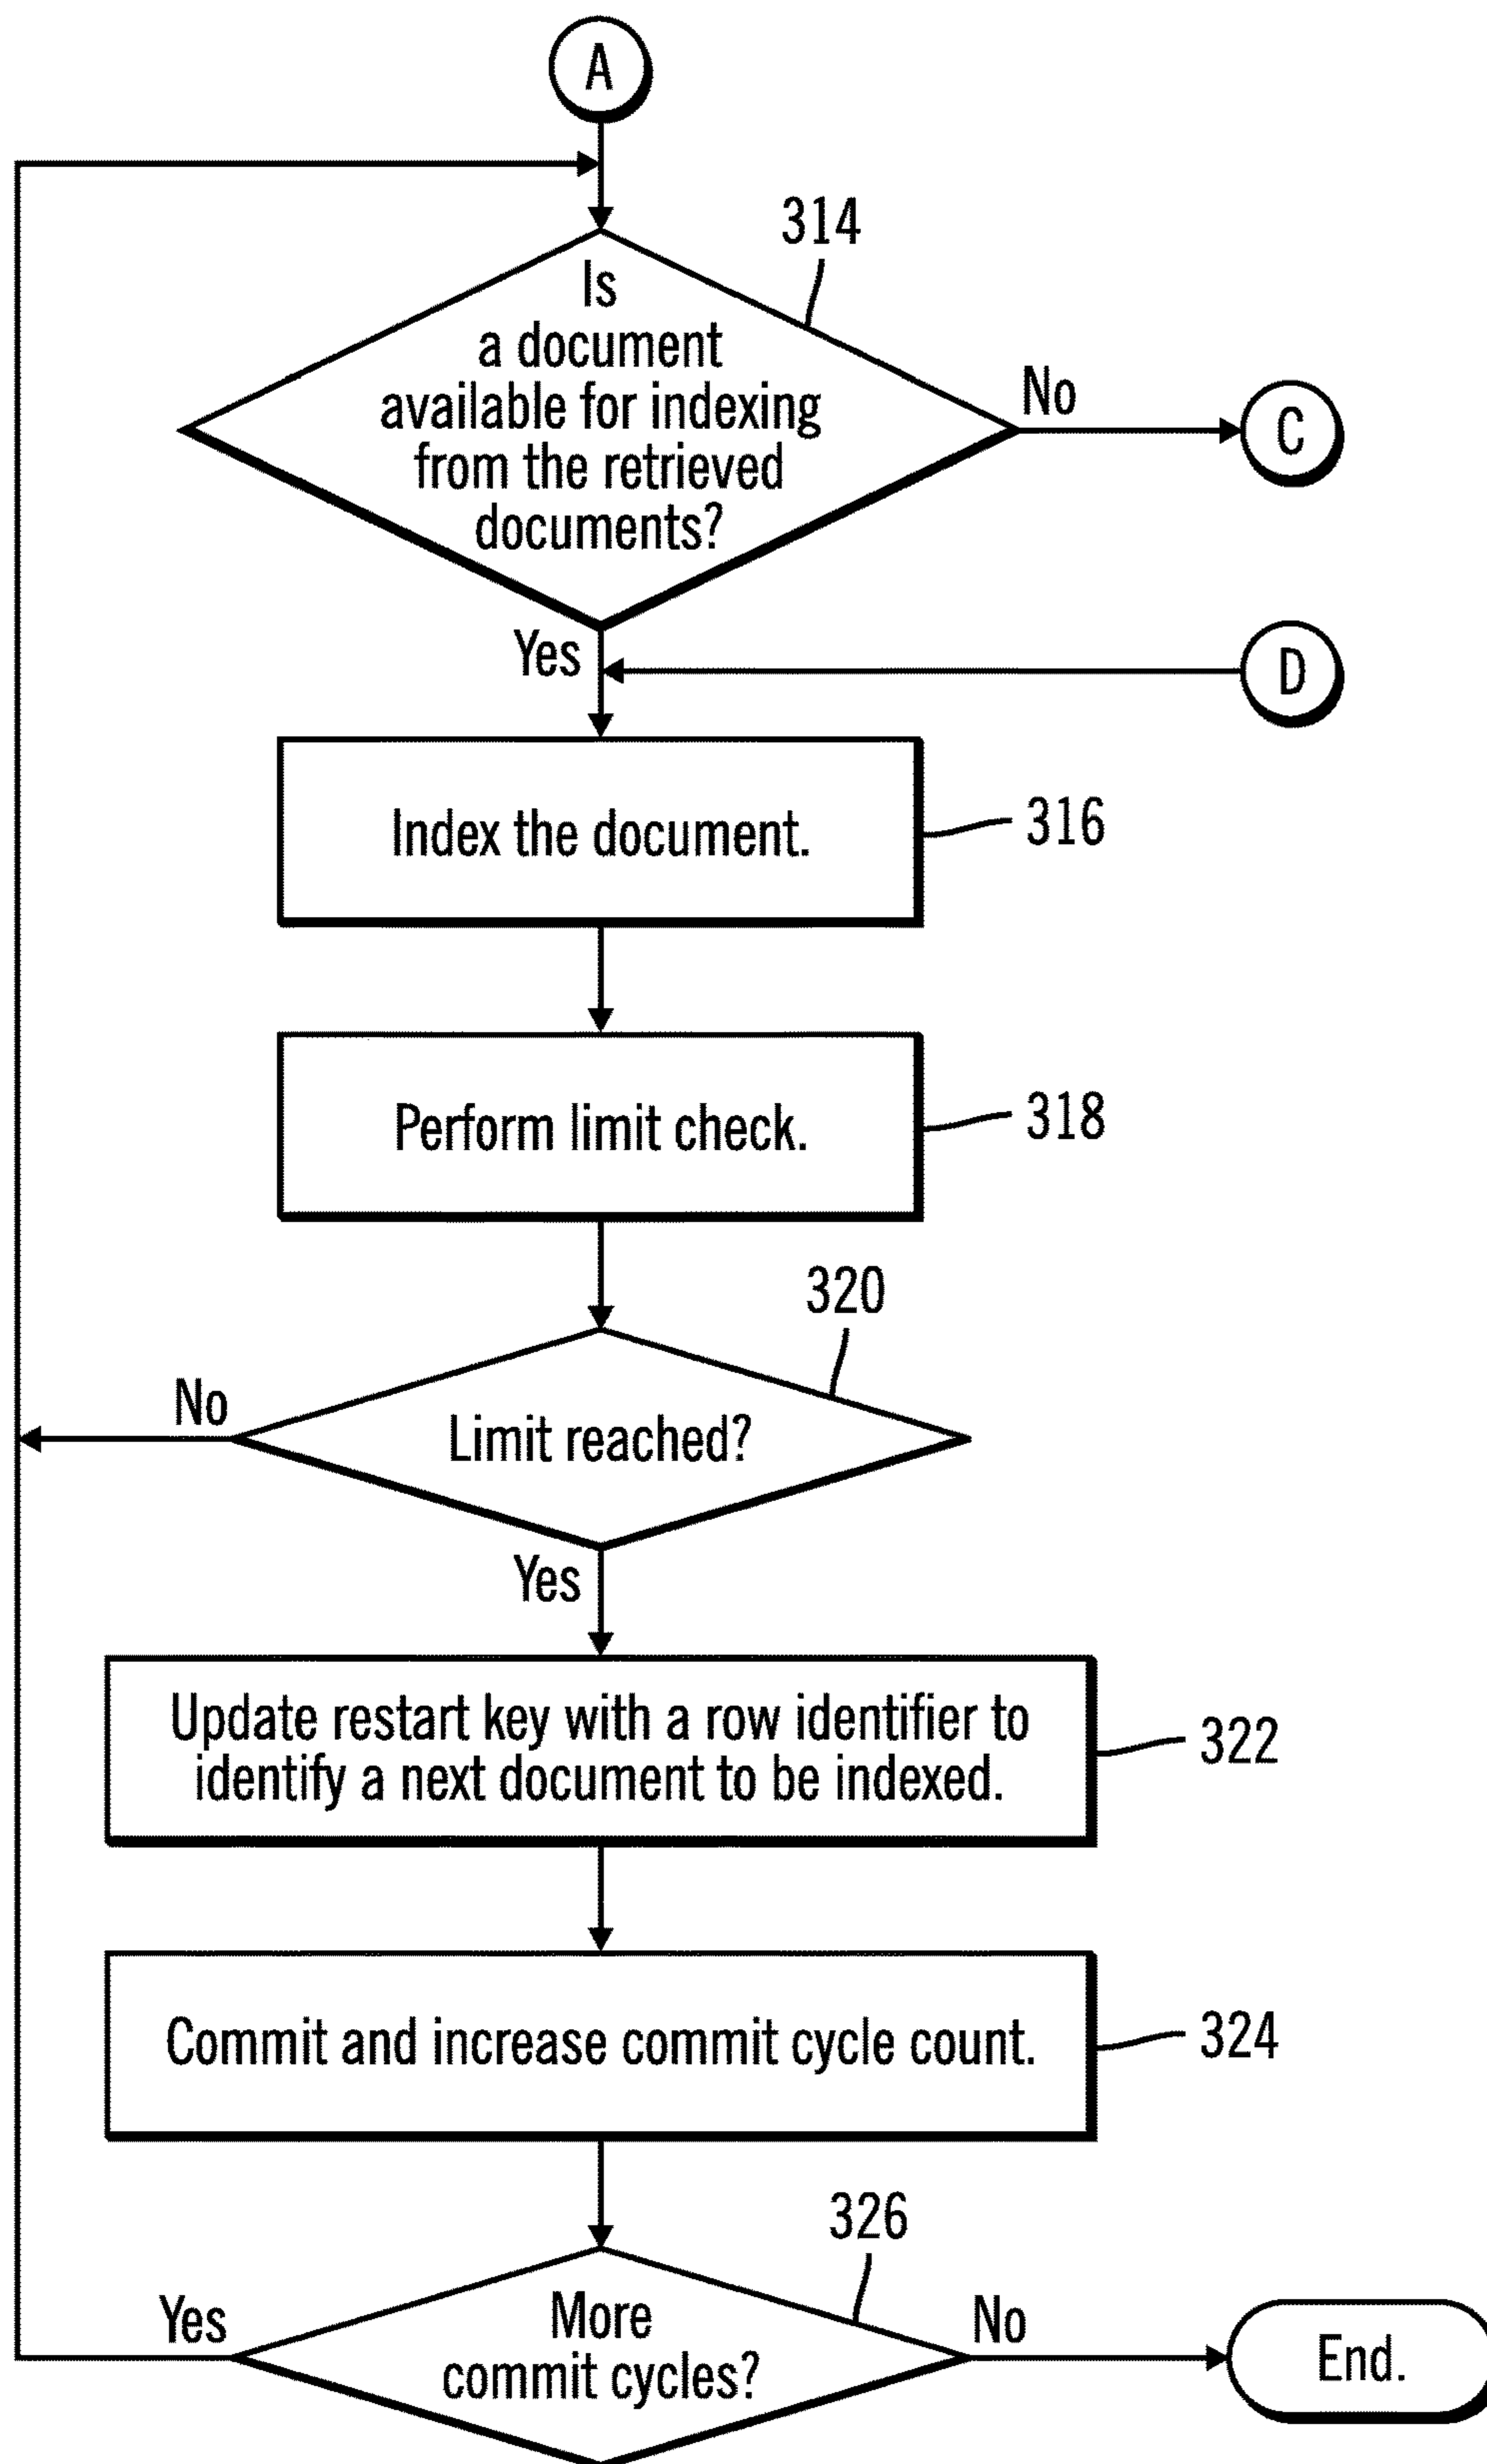 A
314
Is
a document
available for indexing
from the retrieved
documents?
No
C
Yes
D
Index the document.
316
Perform limit check.
318
320
No
Limit reached?
Yes
Update restart key with a row identifier to
identify a next document to be indexed.
322
Commit and increase commit cycle count.
324
326
Yes
More
commit cycles?
No
End.